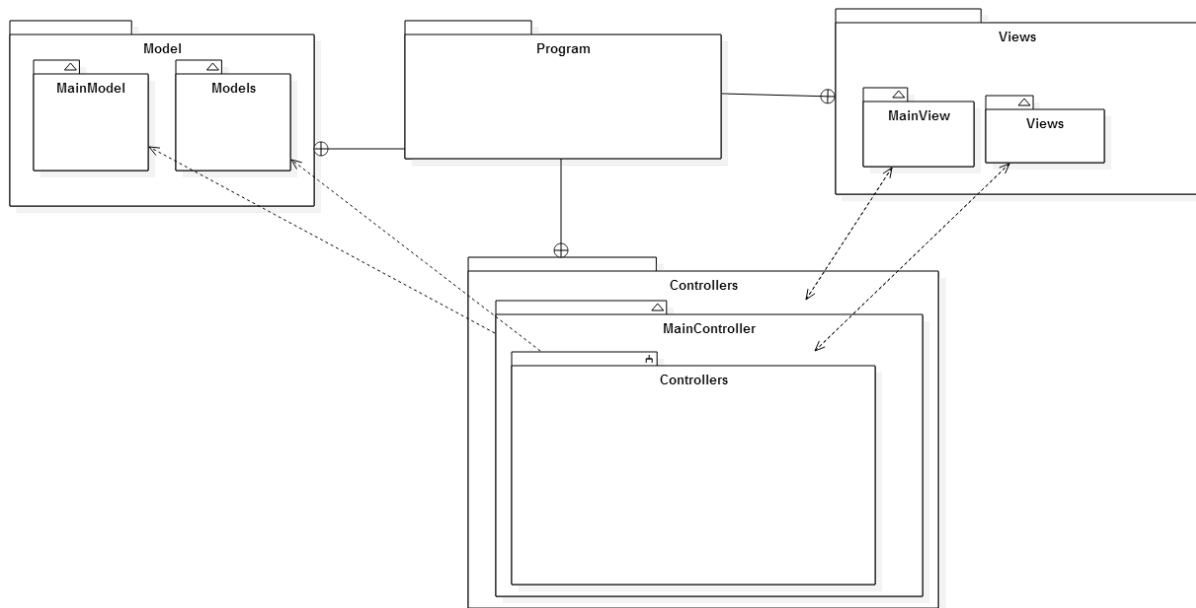 Model
MainModel
Models
Program
Views
MainView
Views
Controllers
MainController
Controllers